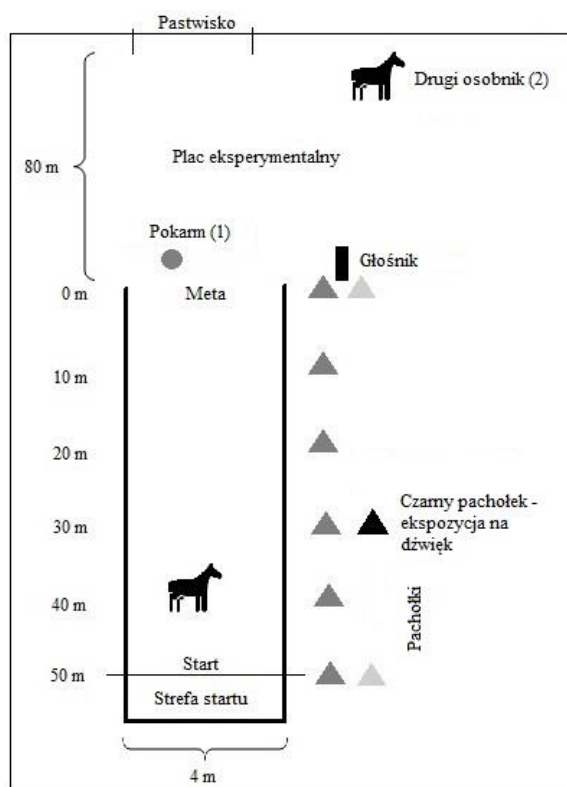 Pastwisko
Drugi osobnik (2)
Plac eksperymentalny
80 m
Pokarm (1)
Głośnik
0 m
Meta
10 m
20 m
Czarny pachołek -
ekspozycja na
dźwięk
30 m
40 m
Pachołki
Start
50 m
Strefa startu
4 m